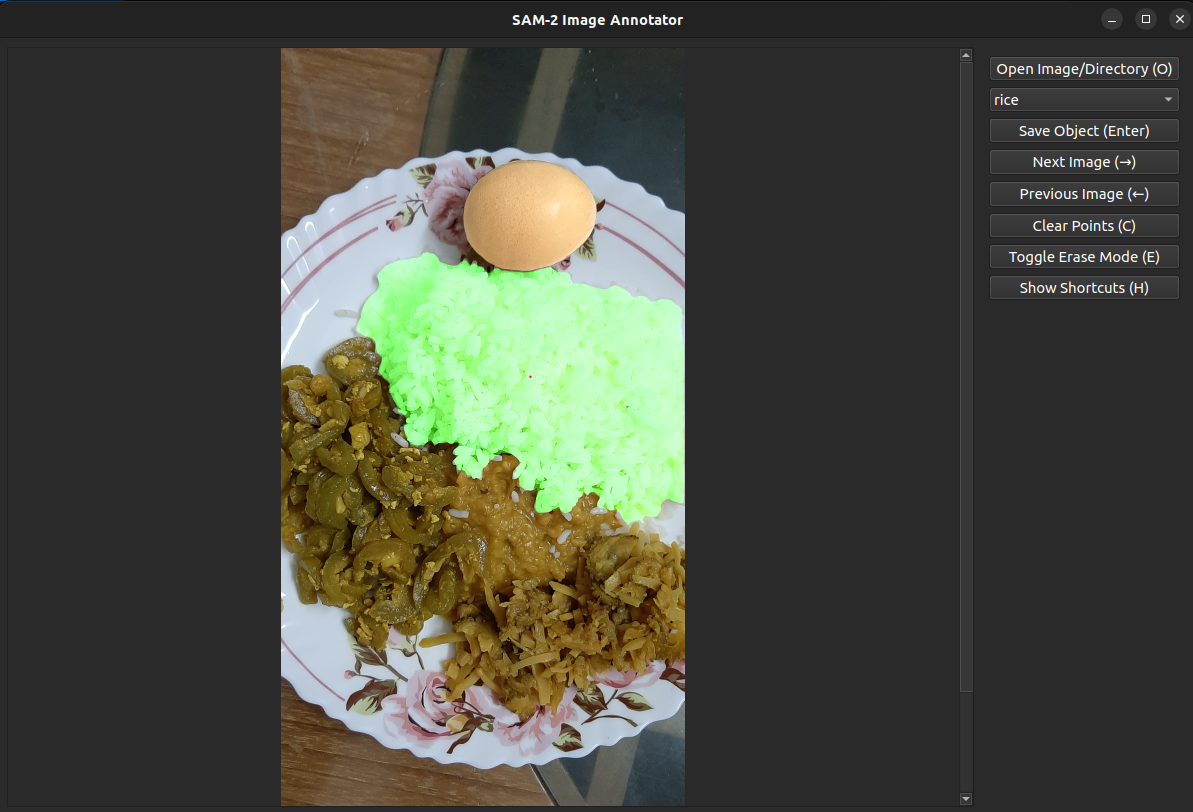 SAM-2 Image Annotator
Open Image/Directory (O)
rice
Save Object (Enter)
Next Image (→)
Previous Image (←)
Clear Points (C)
Toggle Erase Mode (E)
Show Shortcuts (H)